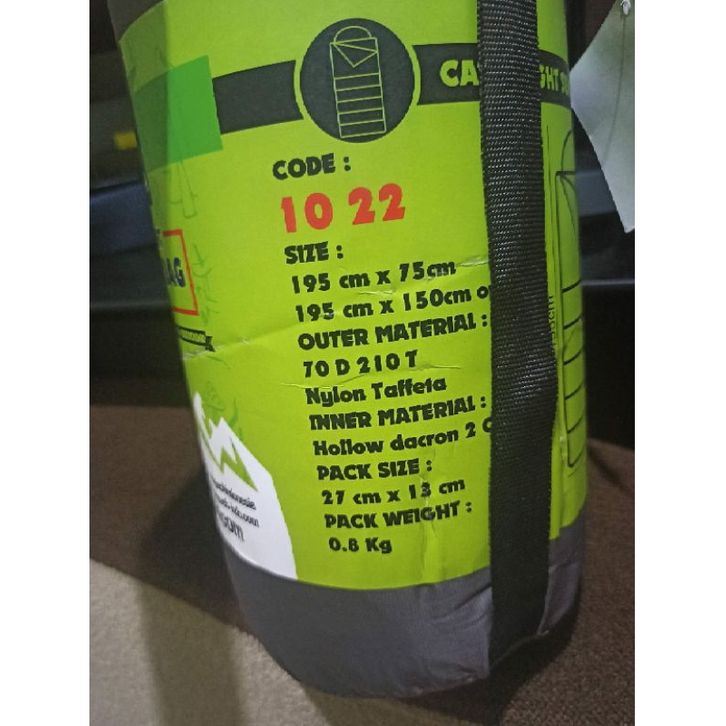 CODE :
10 22
SIZE :
195 cm x 75cm
195 cm x 150cm
OUTER MATERIAL :
70 D 210 T
Nylon Taffeta
INNER MATERIAL :
Hollow dacron 2
PACK SIZE :
27 cm x 13 cm
PACK WEIGHT :
0.8 Kg